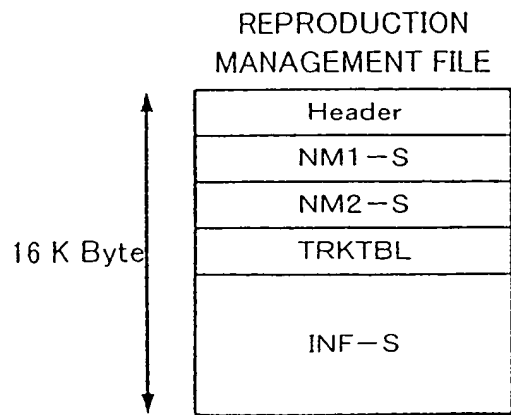 REPRODUCTION
MANAGEMENT FILE
Header
NM1-S
NM2-S
TRKTBL
16 K Byte
INF-S